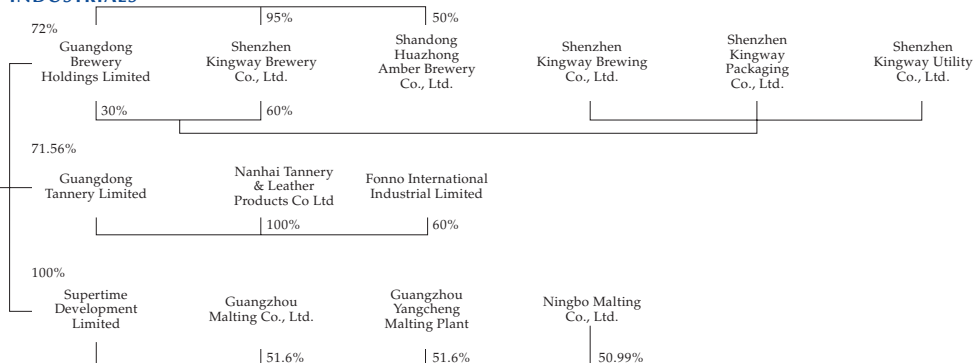 INDUSTRIALS
95%
50%
72%
Guangdong
Brewery
Holdings Limited
Shenzhen
Kingway Brewery
Co., Ltd.
Shandong
Huazhong
Amber Brewery
Co., Ltd.
Shenzhen
Kingway Brewing
Co., Ltd.
Shenzhen
Kingway
Packaging
Co., Ltd.
Shenzhen
Kingway Utility
Co., Ltd.
30%
60%
71.56%
Guangdong
Tannery Limited
Nanhai Tannery
& Leather
Products Co Ltd
Fonno International
Industrial Limited
100%
60%
100%
Supertime
Development
Limited
Guangzhou
Malting Co., Ltd.
Guangzhou
Yangcheng
Malting Plant
Ningbo Malting
Co., Ltd.
51.6%
51.6%
50.99%